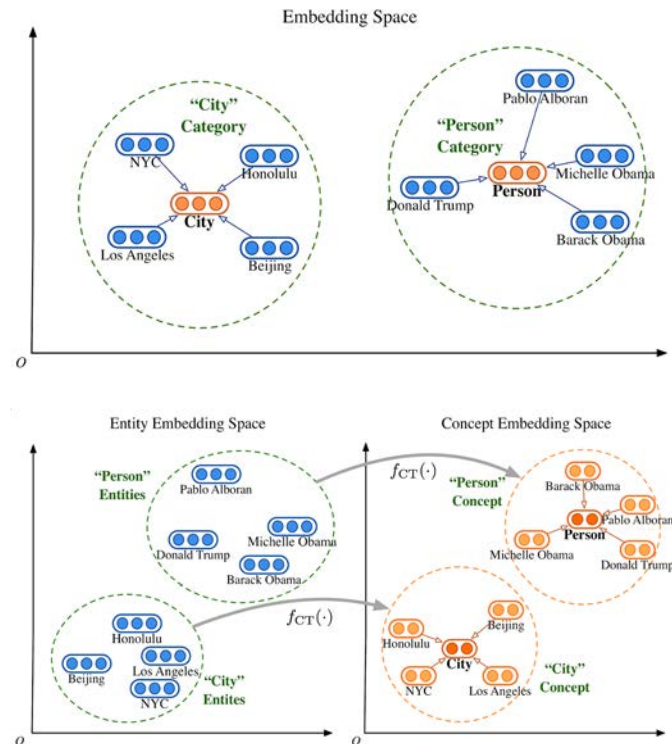 Embedding Space
“City”
Category
NYC
Honolulu
City
Los Angeles
Beijing
Pablo Alboran
“Person”
Category
Michelle Obama
Person
Donald Trump
Barack Obama
O
Entity Embedding Space
“Person”
Entities
Pablo Alboran
Michelle Obama
Donald Trump
Barack Obama
Honolulu
Los Angeles
Beijing
NYC
“City”
Entites
O
f_CT(·)
f_CT(·)
Concept Embedding Space
“Person”
Concept
Barack Obama
Pablo Alboran
Person
Michelle Obama
Donald Trump
Beijing
Honolulu
City
NYC
Los Angeles
“City”
Concept
O